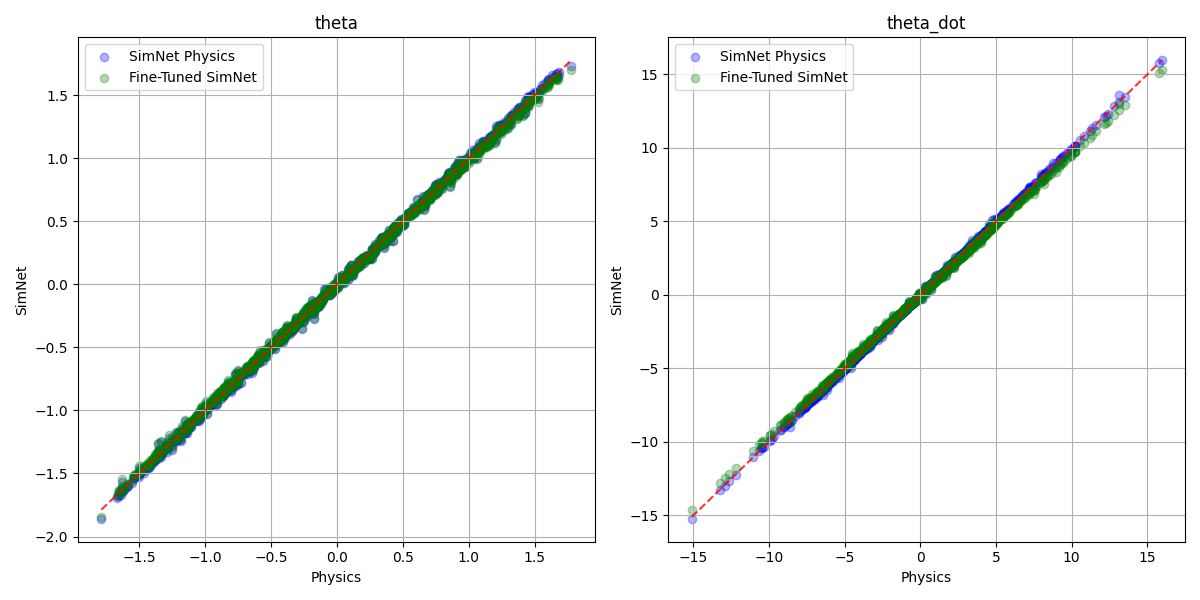 theta
SimNet Physics
Fine-Tuned SimNet
SimNet
1.5
1.0
0.5
0.0
−0.5
−1.0
−1.5
−2.0
−1.5 −1.0 −0.5 0.0 0.5 1.0 1.5
Physics
theta_dot
SimNet Physics
Fine-Tuned SimNet
SimNet
15
10
5
0
−5
−10
−15
−15 −10 −5 0 5 10 15
Physics